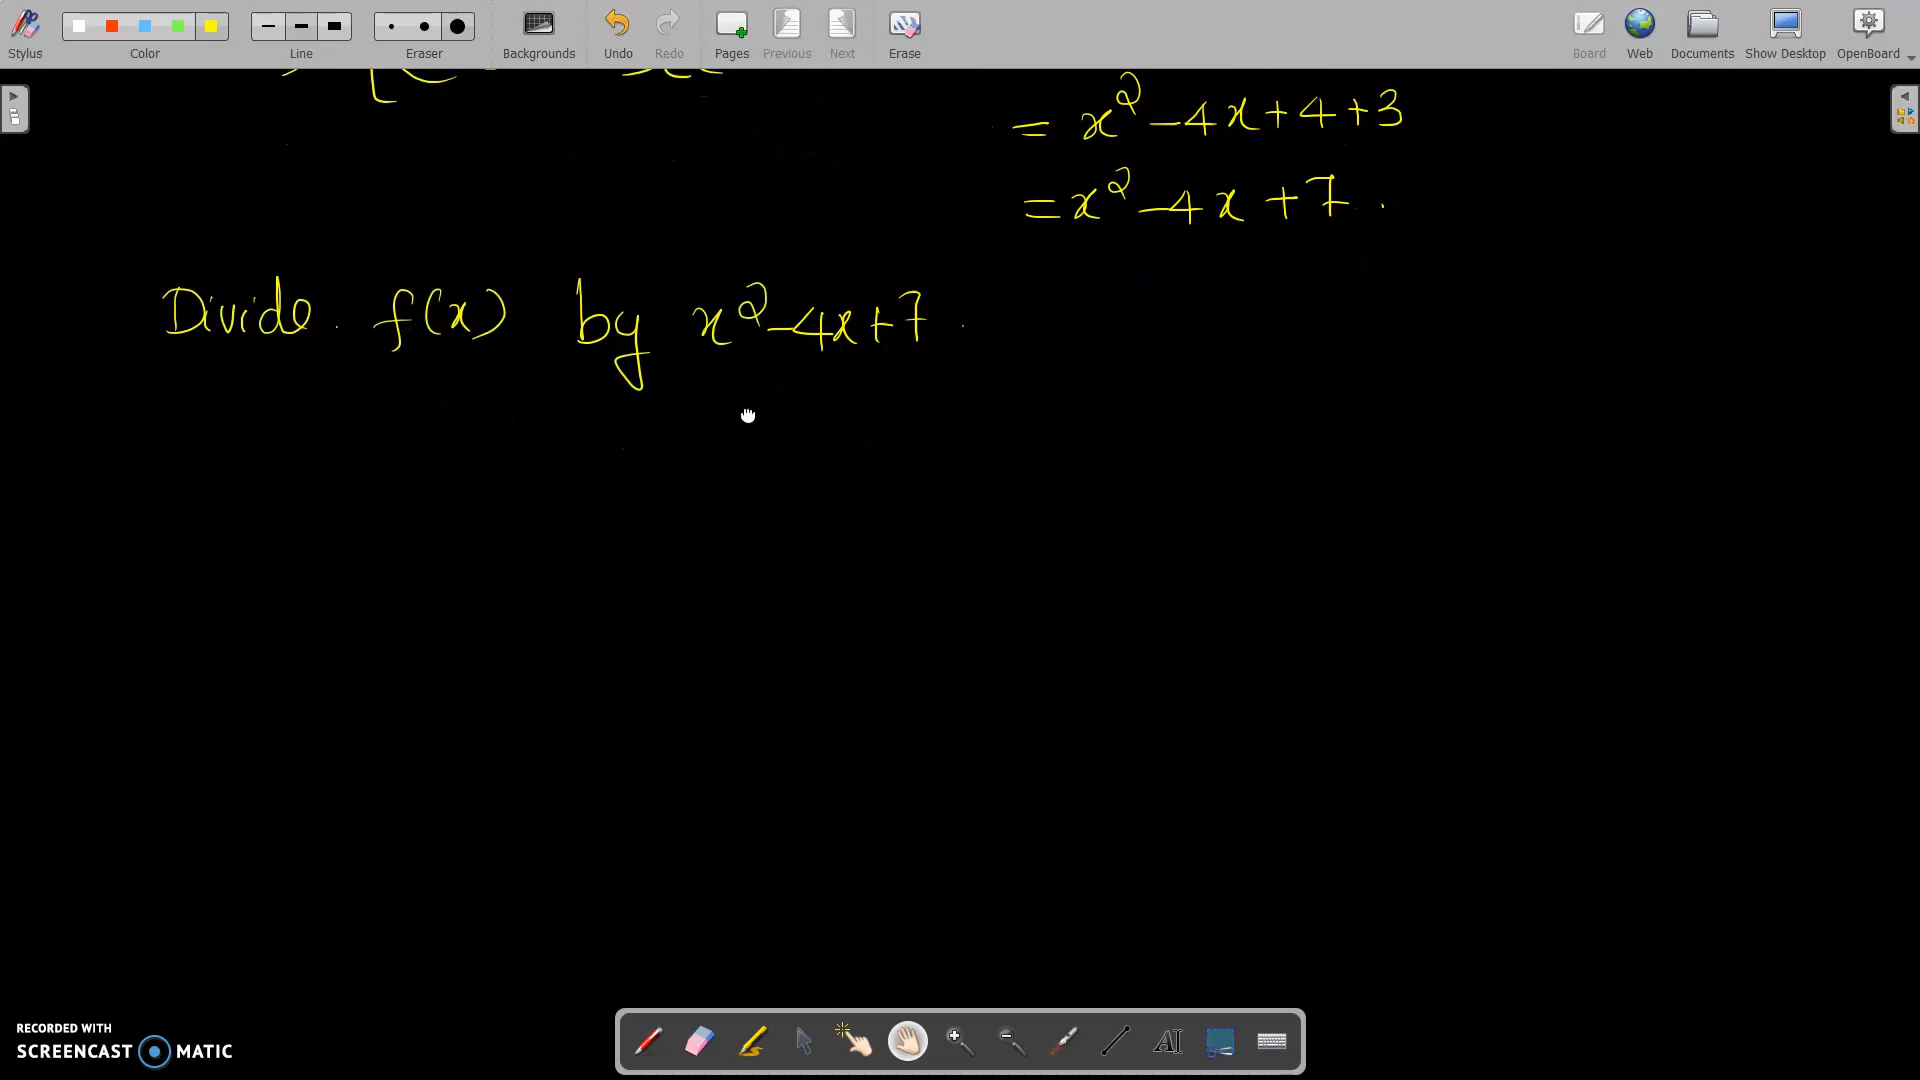 Stylus Color Line Eraser Backgrounds Undo Redo Pages Previous Next Erase Board Web Documents Show Desktop OpenBoard
= x² - 4x + 4 + 3
= x² - 4x + 7 .
Divide. f(x) by x² - 4x + 7 .
RECORDED WITH
SCREENCAST MATIC